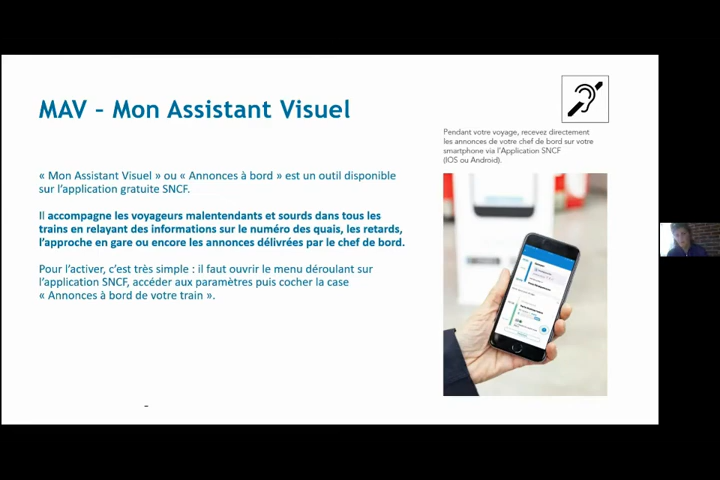 MAV – Mon Assistant Visuel
« Mon Assistant Visuel » ou « Annonces à bord » est un outil disponible
sur l’application gratuite SNCF.
Il accompagne les voyageurs malentendants et sourds dans tous les
trains en relayant des informations sur le numéro des quais, les retards,
l’approche en gare ou encore les annonces délivrées par le chef de bord.
Pour l’activer, c’est très simple : il faut ouvrir le menu déroulant sur
l’application SNCF, accéder aux paramètres puis cocher la case
« Annonces à bord de votre train ».
Pendant votre voyage, recevez directement
les annonces de votre chef de bord sur votre
smartphone via l'Application SNCF
(IOS ou Android).